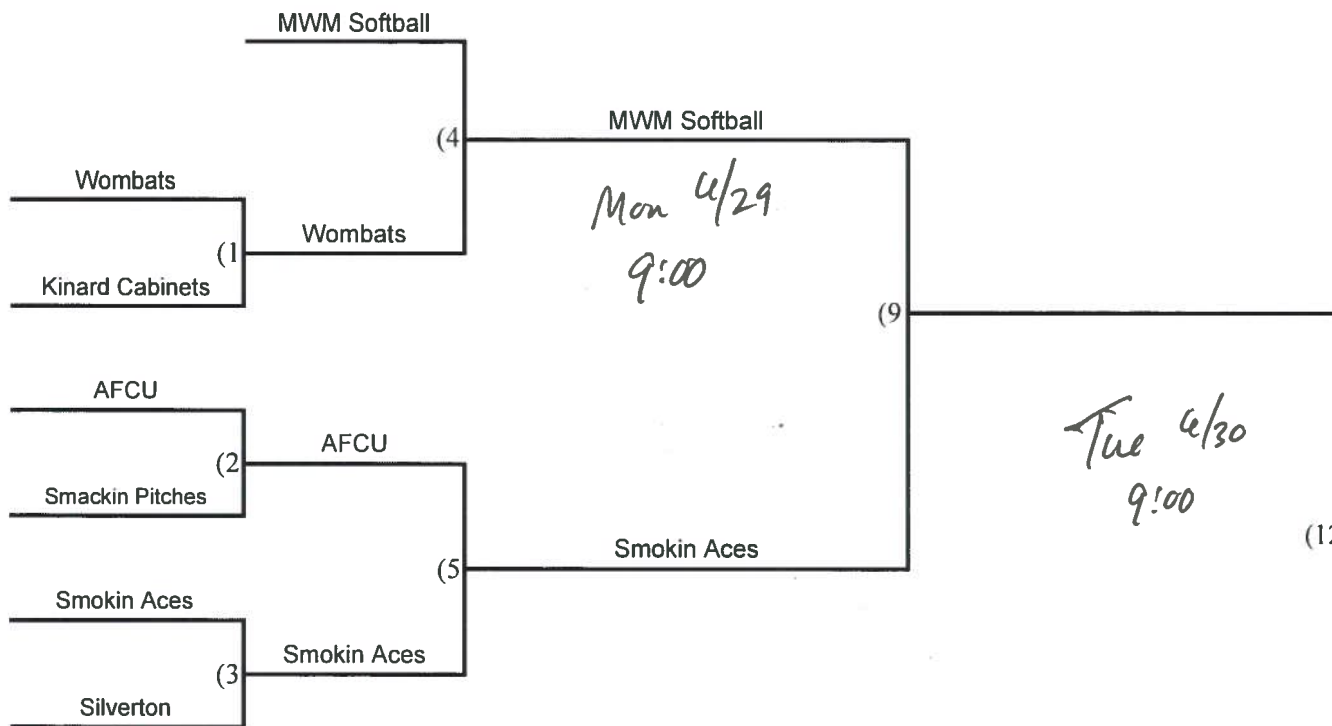 MWM Softball
(4
MWM Softball
Wombats
Mon 4/29
9:00
(1
Wombats
Kinard Cabinets
(9
AFCU
Tue 4/30
9:00
(2
AFCU
Smackin Pitches
(12
Smokin Aces
(5
Smokin Aces
(3
Smokin Aces
Silverton